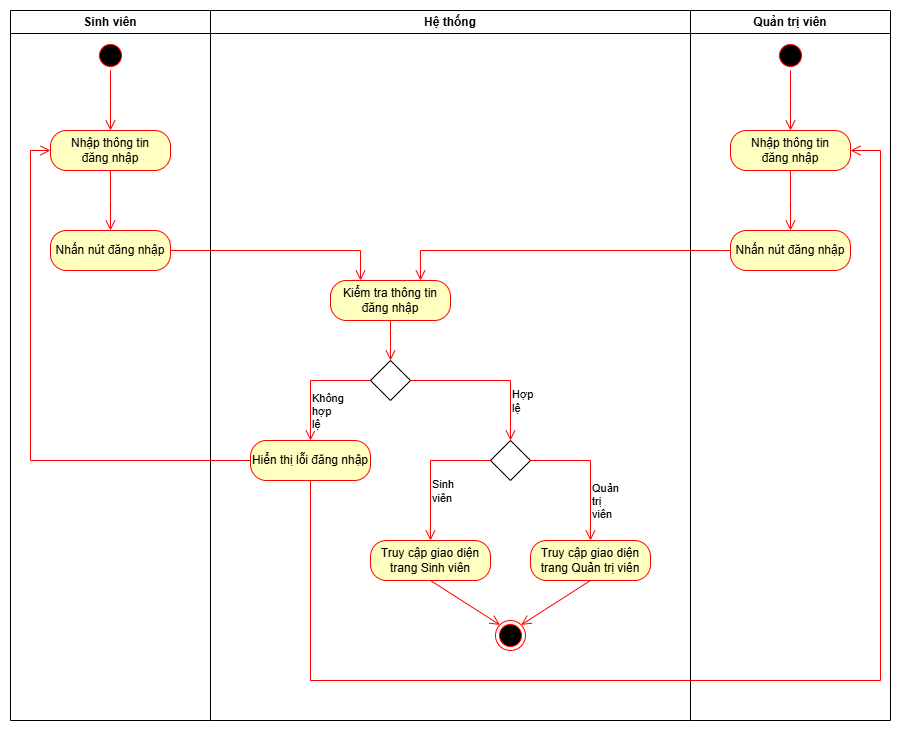 Sinh viên
Hệ thống
Quản trị viên
Nhập thông tin
đăng nhập
Nhập thông tin
đăng nhập
Nhấn nút đăng nhập
Nhấn nút đăng nhập
Kiểm tra thông tin
đăng nhập
Không
hợp
lệ
Hợp
lệ
Hiển thị lỗi đăng nhập
Sinh
viên
Quản
trị
viên
Truy cập giao diện
trang Sinh viên
Truy cập giao diện
trang Quản trị viên